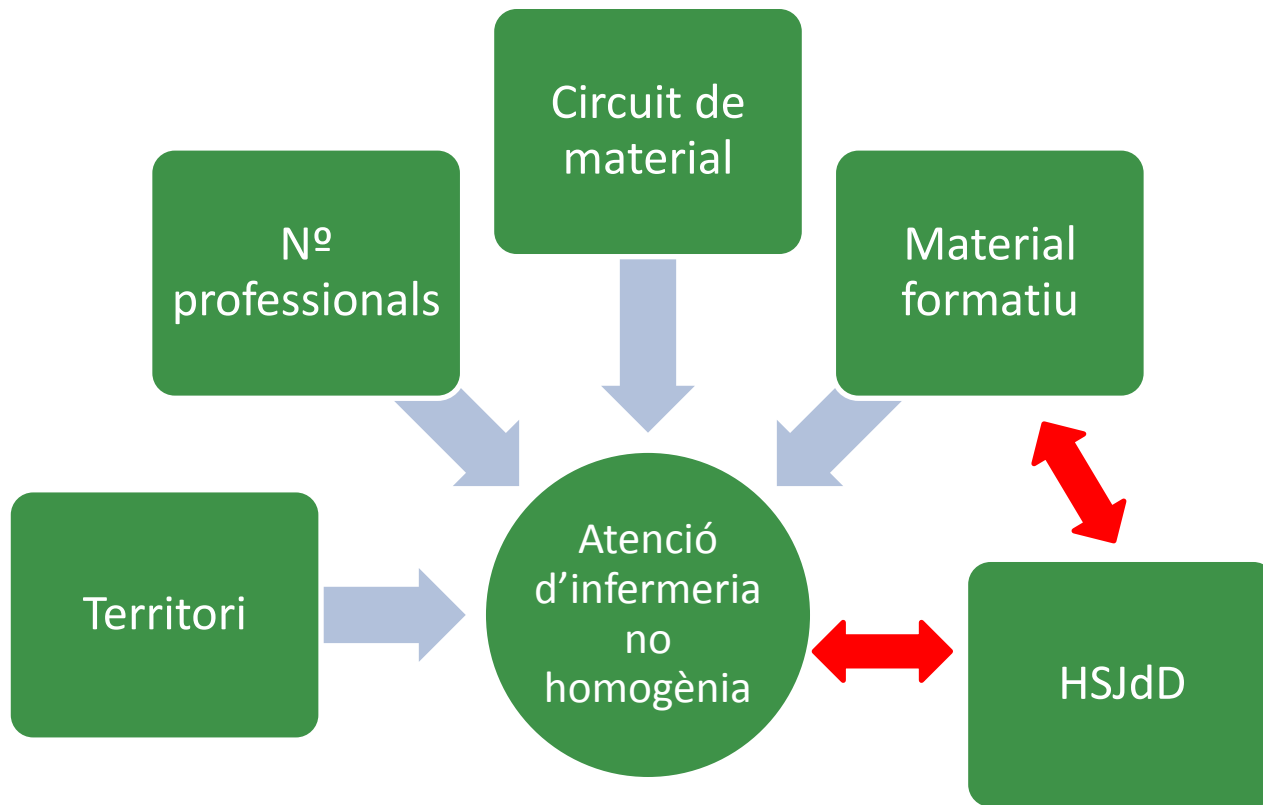 Circuit de
material
Nº
professionals
Material
formatiu
Territori
Atenció
d’infermeria
no
homogènia
HSJdD